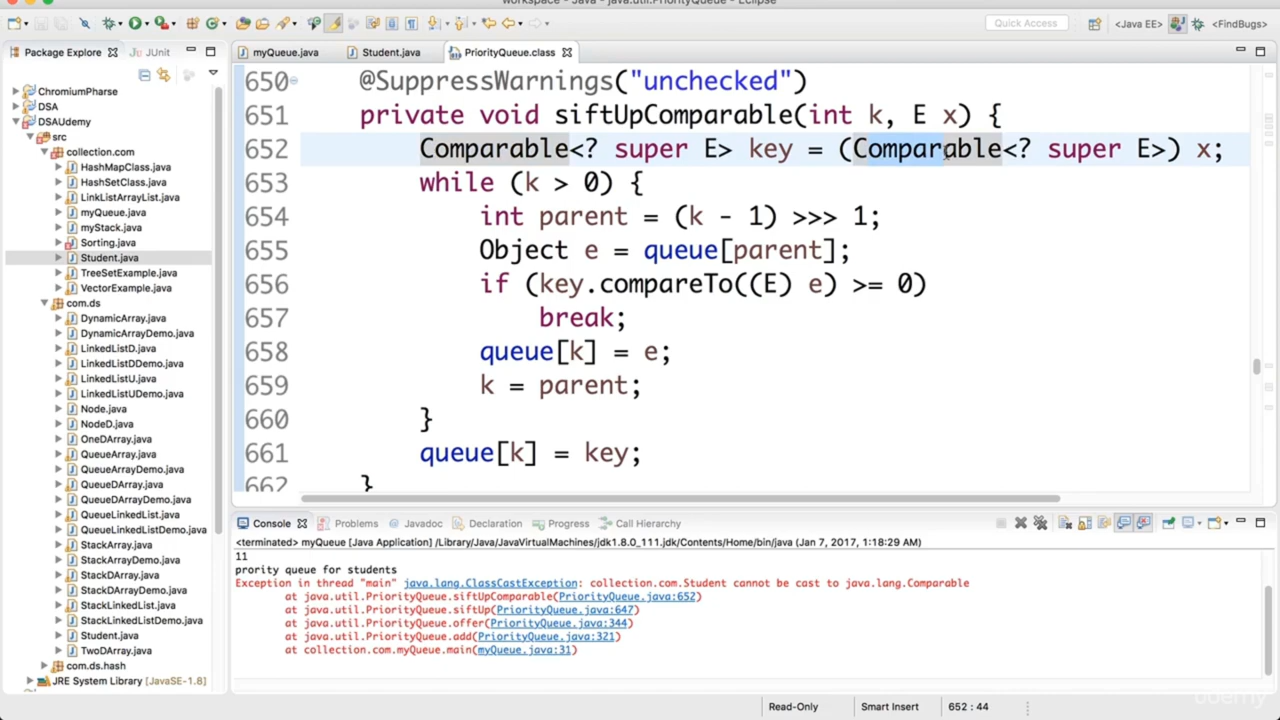 workspace - Java - java.util.PriorityQueue - Eclipse
Quick Access
<Java EE>
<FindBugs>
Package Explorer
JUnit
myQueue.java
Student.java
PriorityQueue.class
ChromiumPharse
DSA
DSAUdemy
src
collection.com
HashMapClass.java
HashSetClass.java
LinkListArrayList.java
myQueue.java
myStack.java
Sorting.java
Student.java
TreeSetExample.java
VectorExample.java
com.ds
DynamicArray.java
DynamicArrayDemo.java
LinkedListD.java
LinkedListDDemo.java
LinkedListU.java
LinkedListUDemo.java
Node.java
NodeD.java
OneDArray.java
QueueArray.java
QueueArrayDemo.java
QueueDArray.java
QueueDArrayDemo.java
QueueLinkedList.java
QueueLinkedListDemo.java
StackArray.java
StackArrayDemo.java
StackDArray.java
StackDArrayDemo.java
StackLinkedList.java
StackLinkedListDemo.java
Student.java
TwoDArray.java
com.ds.hash
JRE System Library [JavaSE-1.8]
650 @SuppressWarnings("unchecked")
651 private void siftUpComparable(int k, E x) {
652 Comparable<? super E> key = (Comparable<? super E>) x;
653 while (k > 0) {
654 int parent = (k - 1) >>> 1;
655 Object e = queue[parent];
656 if (key.compareTo((E) e) >= 0)
657 break;
658 queue[k] = e;
659 k = parent;
660 }
661 queue[k] = key;
662 }
Console
Problems
Javadoc
Declaration
Progress
Call Hierarchy
<terminated> myQueue [Java Application] /Library/Java/JavaVirtualMachines/jdk1.8.0_111.jdk/Contents/Home/bin/java (Jan 7, 2017, 1:18:29 AM)
11
prority queue for students
Exception in thread "main" java.lang.ClassCastException: collection.com.Student cannot be cast to java.lang.Comparable
at java.util.PriorityQueue.siftUpComparable(PriorityQueue.java:652)
at java.util.PriorityQueue.siftUp(PriorityQueue.java:647)
at java.util.PriorityQueue.offer(PriorityQueue.java:344)
at java.util.PriorityQueue.add(PriorityQueue.java:321)
at collection.com.myQueue.main(myQueue.java:31)
Read-Only
Smart Insert
652 : 44
udemy